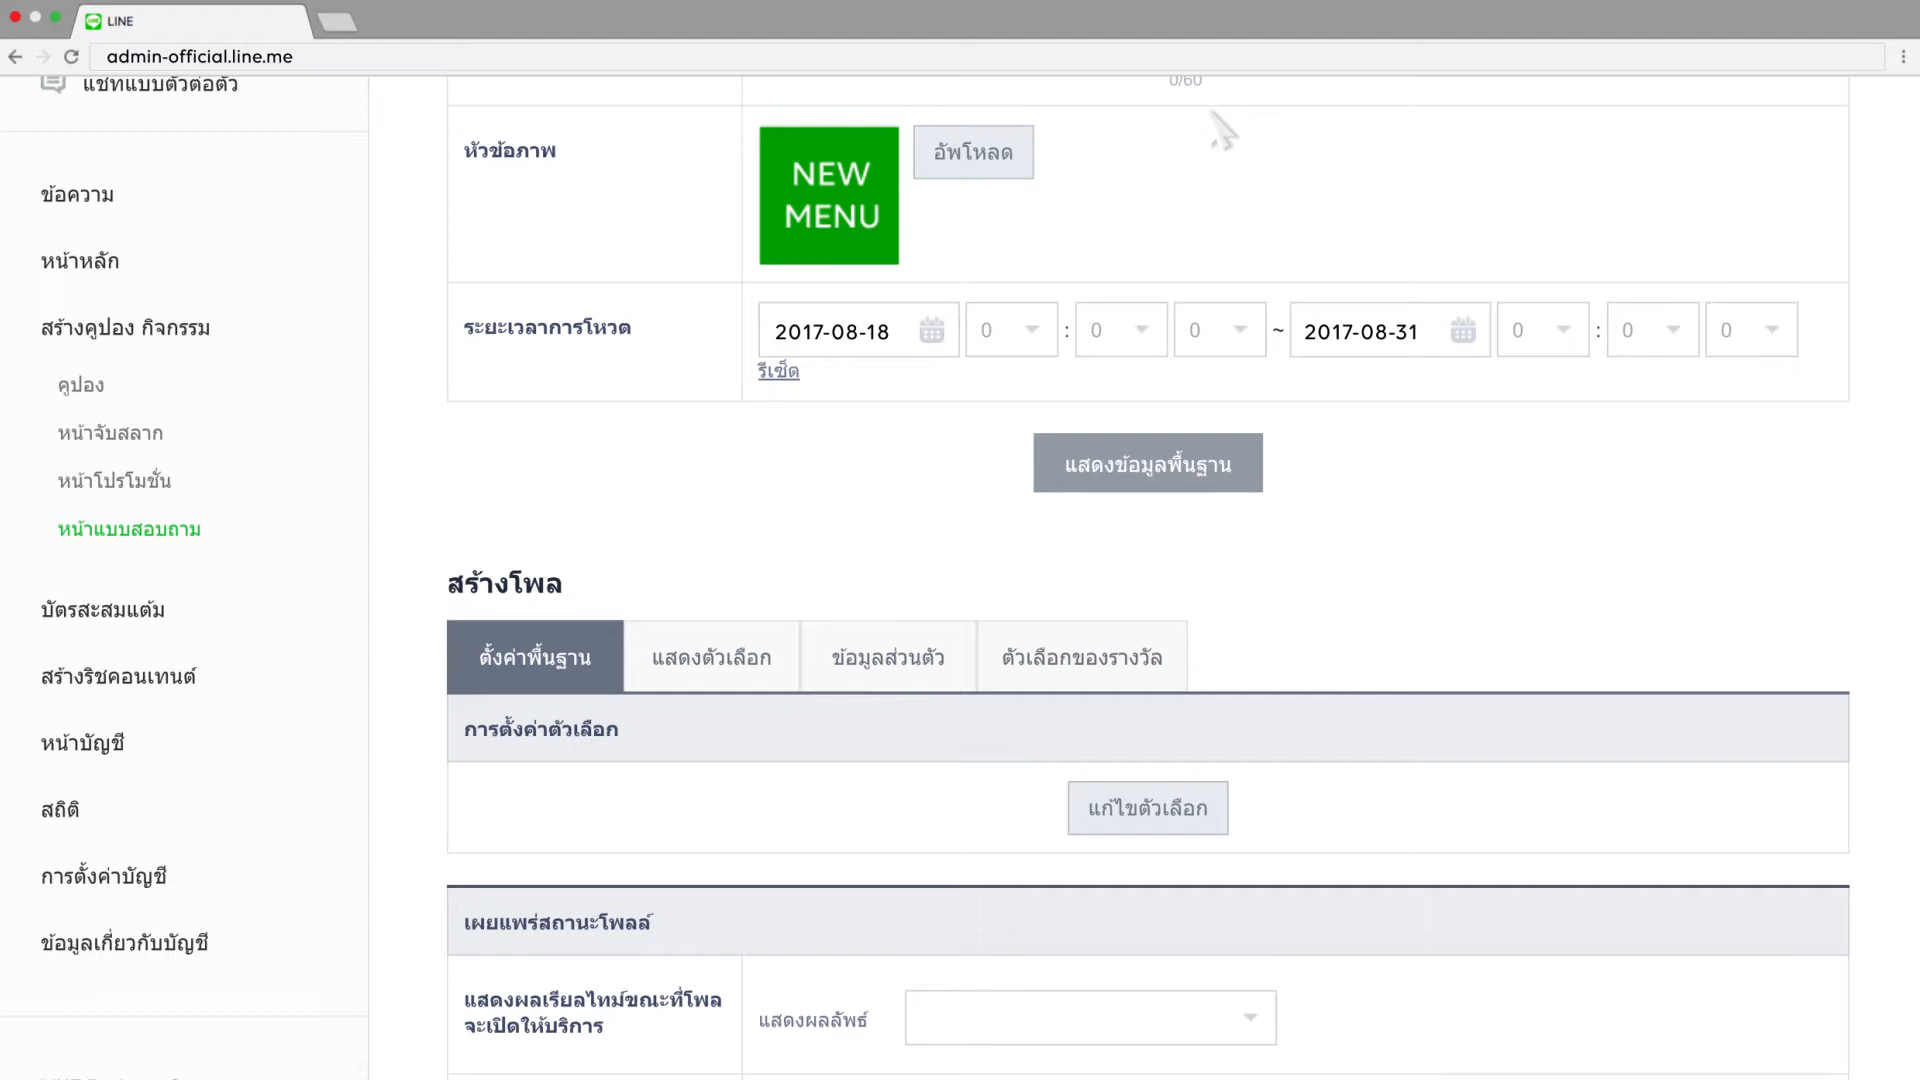 LINE
admin-official.line.me
แชทแบบตัวต่อตัว
0/60
หัวข้อภาพ
NEW
MENU
อัพโหลด
ข้อความ
หน้าหลัก
สร้างคูปอง กิจกรรม
ระยะเวลาการโหวต
2017-08-18 0 : 0 0 ~ 2017-08-31 0 : 0 0
รีเซ็ต
คูปอง
หน้าจับสลาก
หน้าโปรโมชั่น
หน้าแบบสอบถาม
แสดงข้อมูลพื้นฐาน
สร้างโพล
บัตรสะสมแต้ม
สร้างริชคอนเทนต์
หน้าบัญชี
สถิติ
การตั้งค่าบัญชี
ข้อมูลเกี่ยวกับบัญชี
ตั้งค่าพื้นฐาน แสดงตัวเลือก ข้อมูลส่วนตัว ตัวเลือกของรางวัล
การตั้งค่าตัวเลือก
แก้ไขตัวเลือก
เผยแพร่สถานะโพลล์
แสดงผลเรียลไทม์ขณะที่โพล
จะเปิดให้บริการ
แสดงผลลัพธ์